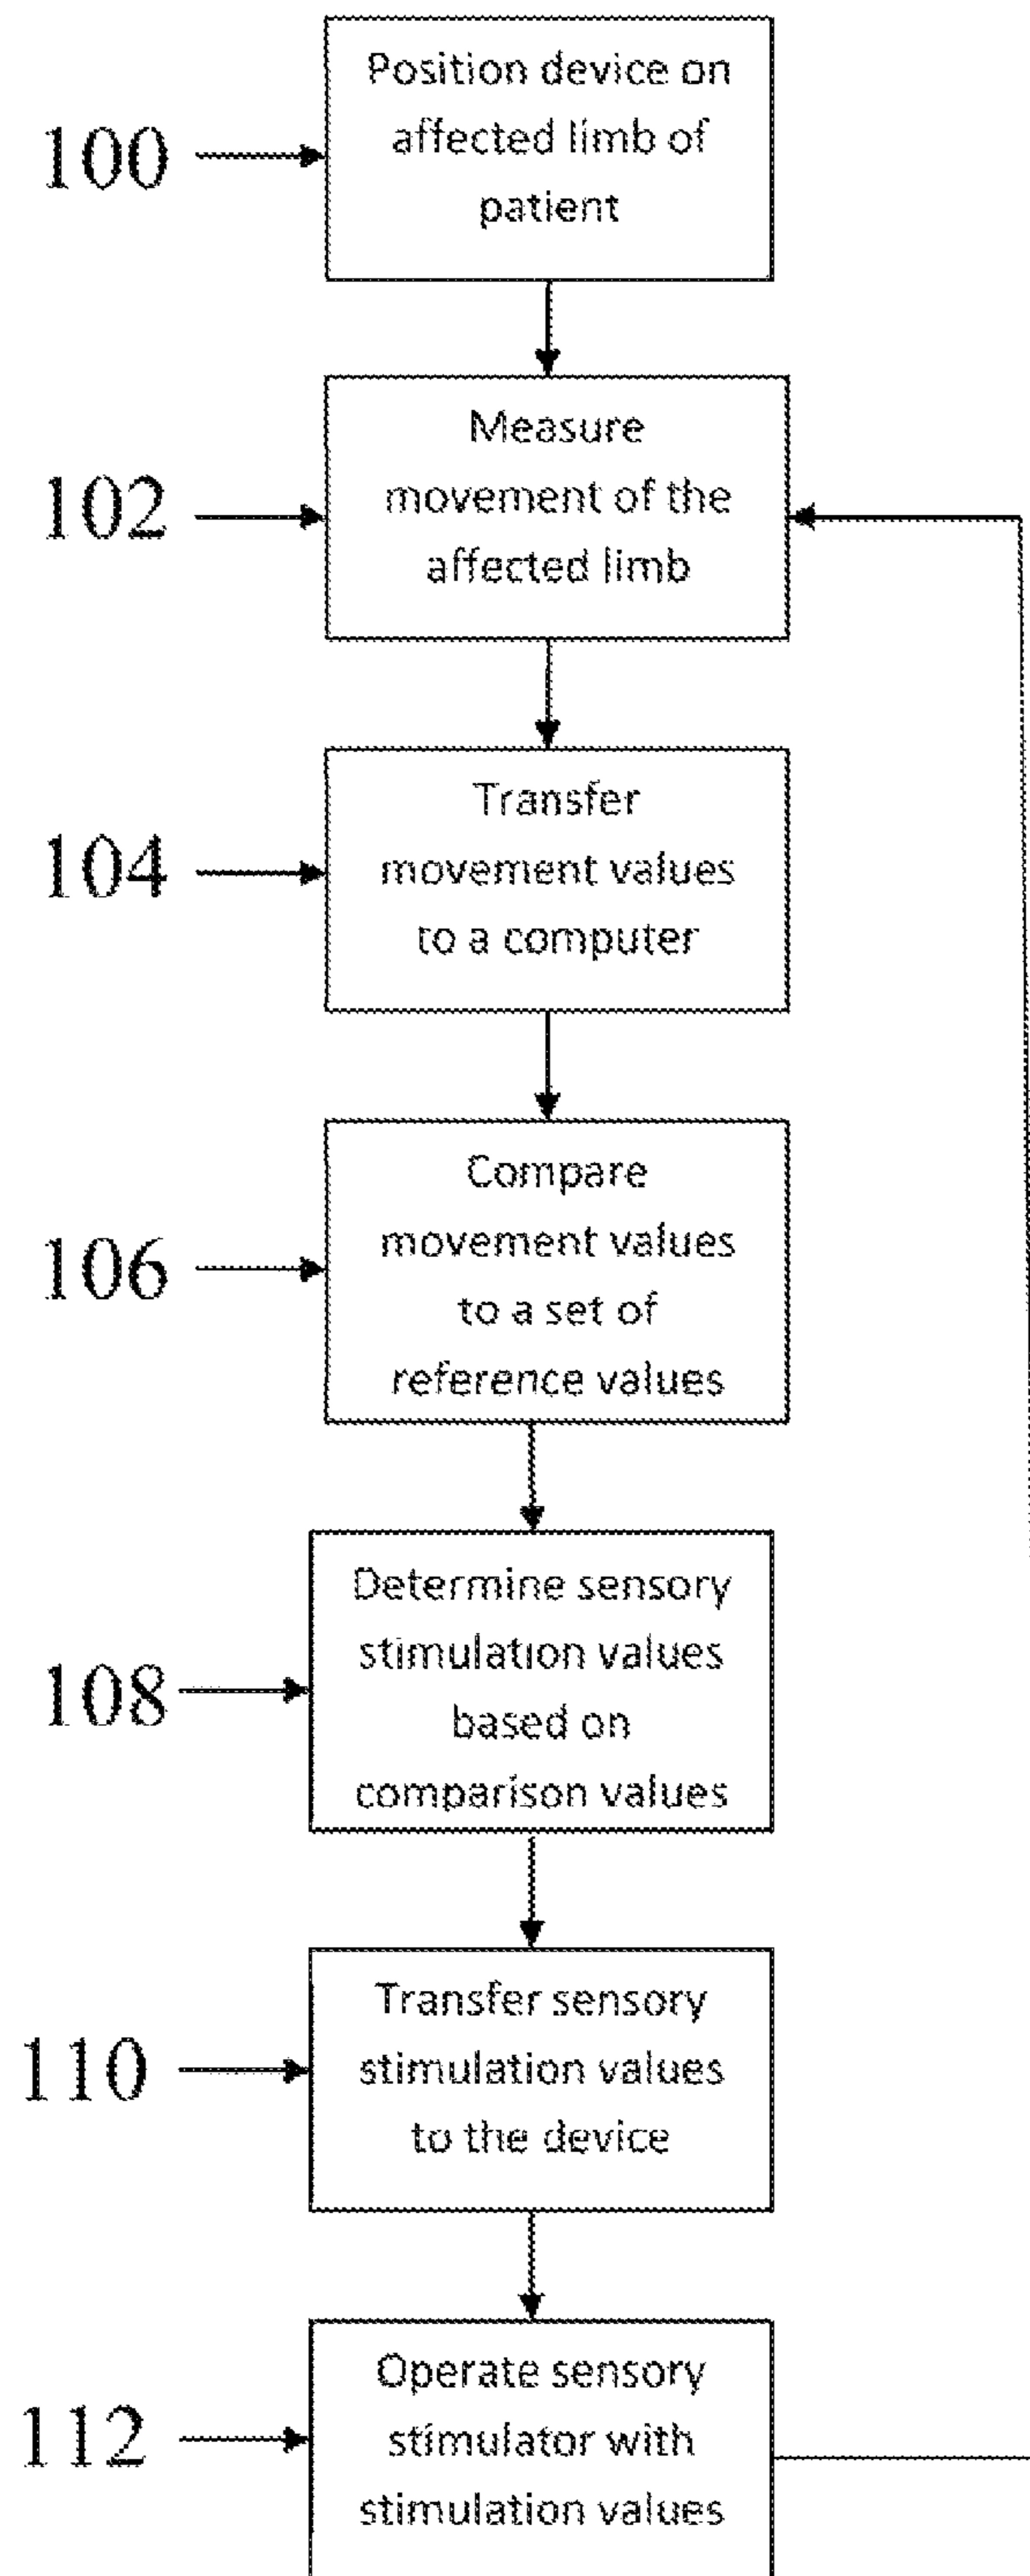 Position device on
affected limb of
patient
100
Measure
movement of the
affected limb
102
Transfer
movement values
to a computer
104
Compare
movement values
to a set of
reference values
106
Determine sensory
stimulation values
based on
comparison values
108
Transfer sensory
stimulation values
to the device
110
Operate sensory
stimulator with
stimulation values
112